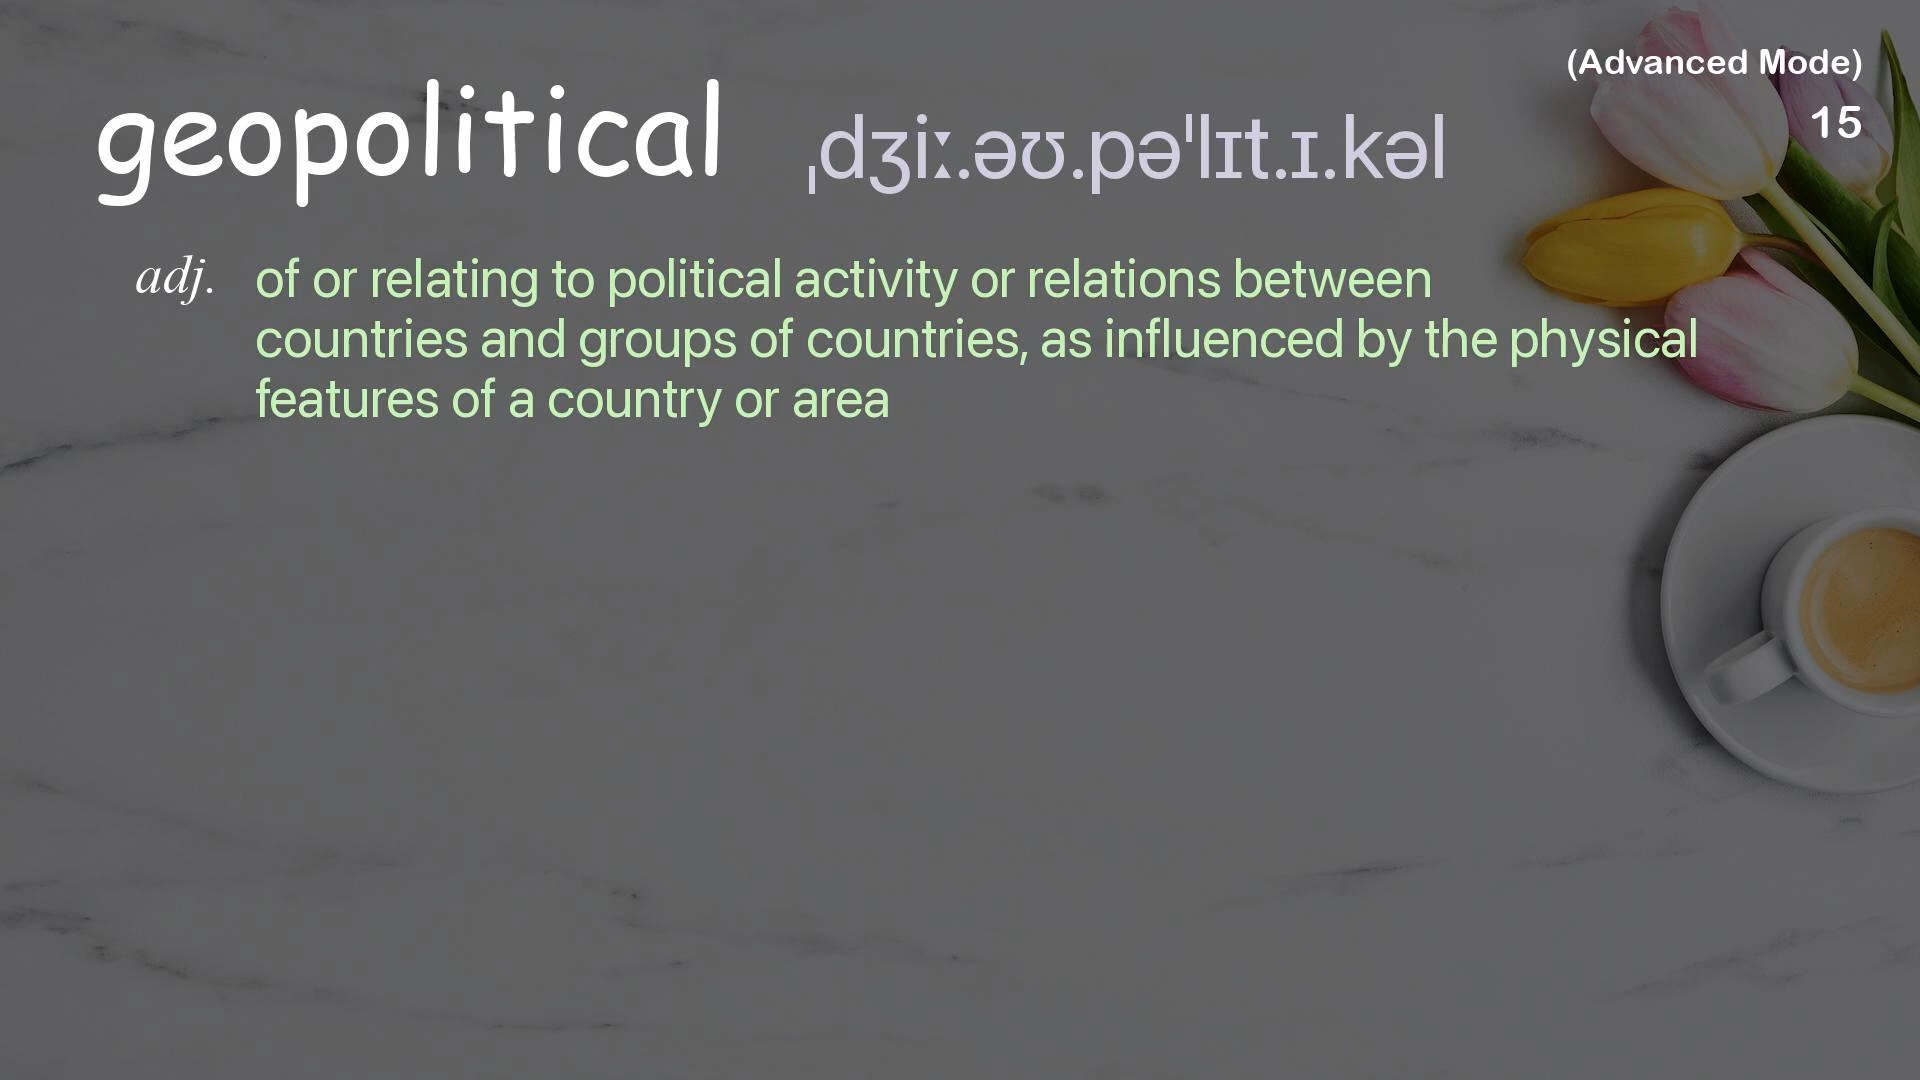 (Advanced Mode)
geopolitical ˌdʒiː.əʊ.pəˈlɪt.ɪ.kəl
15
adj. of or relating to political activity or relations between
countries and groups of countries, as influenced by the physical
features of a country or area